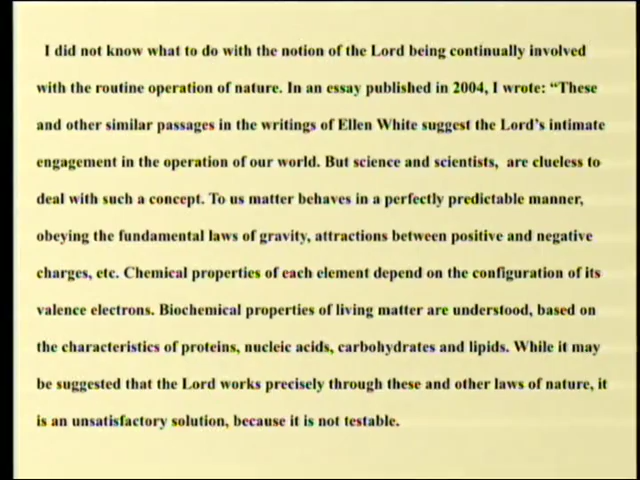 I did not know what to do with the notion of the Lord being continually involved
with the routine operation of nature. In an essay published in 2004, I wrote: “These
and other similar passages in the writings of Ellen White suggest the Lord’s intimate
engagement in the operation of our world. But science and scientists, are clueless to
deal with such a concept. To us matter behaves in a perfectly predictable manner,
obeying the fundamental laws of gravity, attractions between positive and negative
charges, etc. Chemical properties of each element depend on the configuration of its
valence electrons. Biochemical properties of living matter are understood, based on
the characteristics of proteins, nucleic acids, carbohydrates and lipids. While it may
be suggested that the Lord works precisely through these and other laws of nature, it
is an unsatisfactory solution, because it is not testable.